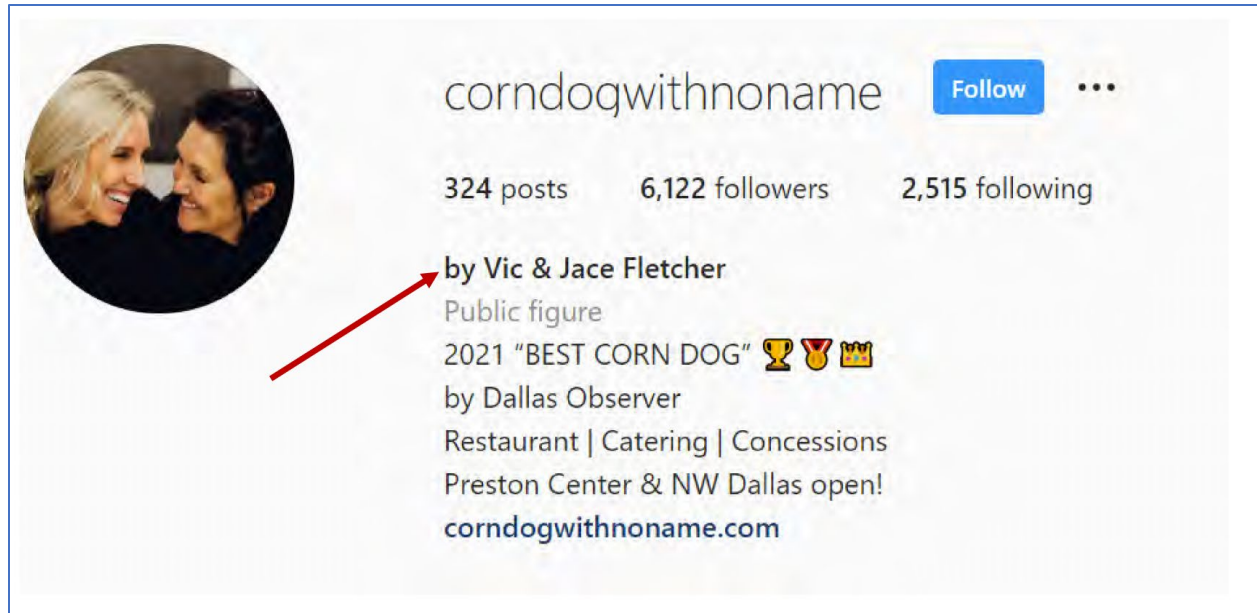 corndogwithnoname Follow •••
324 posts 6,122 followers 2,515 following
by Vic & Jace Fletcher
Public figure
2021 “BEST CORN DOG” 🏆🏅👑
by Dallas Observer
Restaurant | Catering | Concessions
Preston Center & NW Dallas open!
corndogwithnoname.com